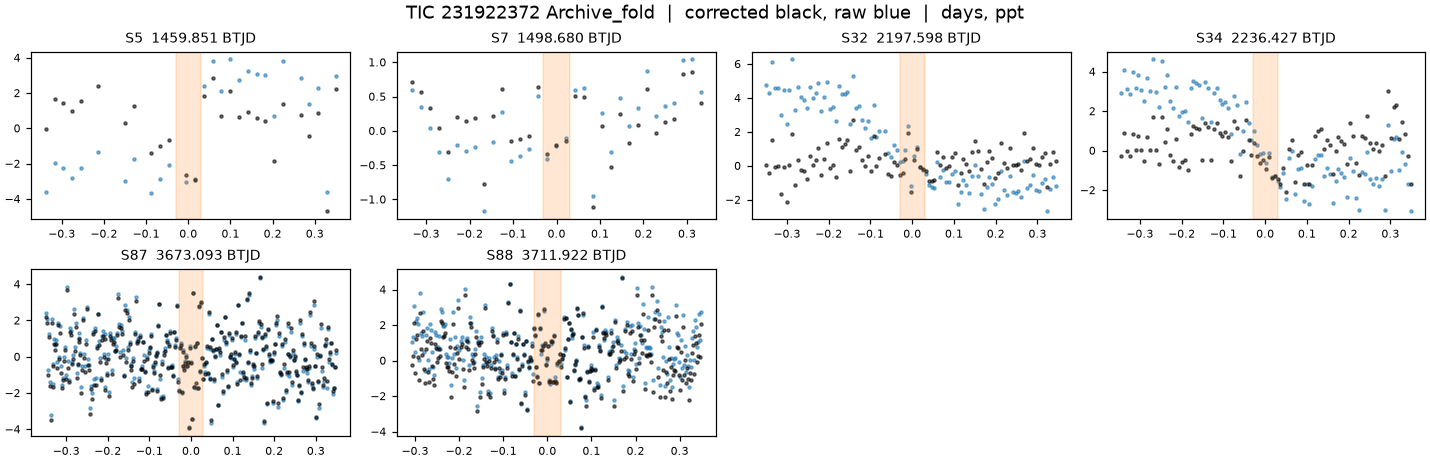 TIC 231922372 Archive_fold | corrected black, raw blue | days, ppt
S5 1459.851 BTJD
S7 1498.680 BTJD
S32 2197.598 BTJD
S34 2236.427 BTJD
4
2
0
−2
−4
−0.3 −0.2 −0.1 0.0 0.1 0.2 0.3
1.0
0.5
0.0
−0.5
−1.0
−0.3 −0.2 −0.1 0.0 0.1 0.2 0.3
6
4
2
0
−2
−0.3 −0.2 −0.1 0.0 0.1 0.2 0.3
4
2
0
−2
−0.3 −0.2 −0.1 0.0 0.1 0.2 0.3
S87 3673.093 BTJD
S88 3711.922 BTJD
4
2
0
−2
−4
−0.3 −0.2 −0.1 0.0 0.1 0.2 0.3
4
2
0
−2
−4
−0.3 −0.2 −0.1 0.0 0.1 0.2 0.3